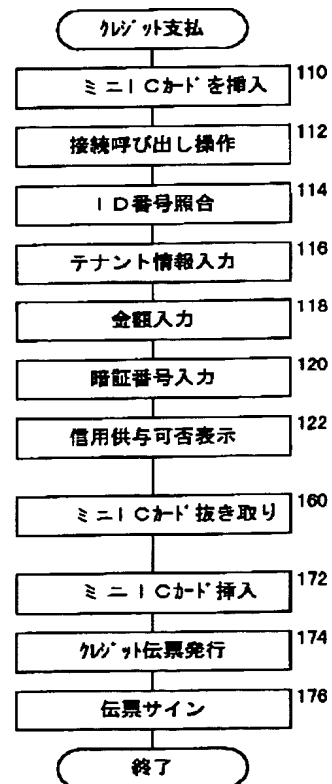 クレジット支払
ミニICカードを挿入
110
接続呼び出し操作
112
ID番号照合
114
テナント情報入力
116
金額入力
118
暗証番号入力
120
信用供与可否表示
122
ミニICカード抜き取り
160
ミニICカード挿入
172
クレジット伝票発行
174
伝票サイン
176
終了